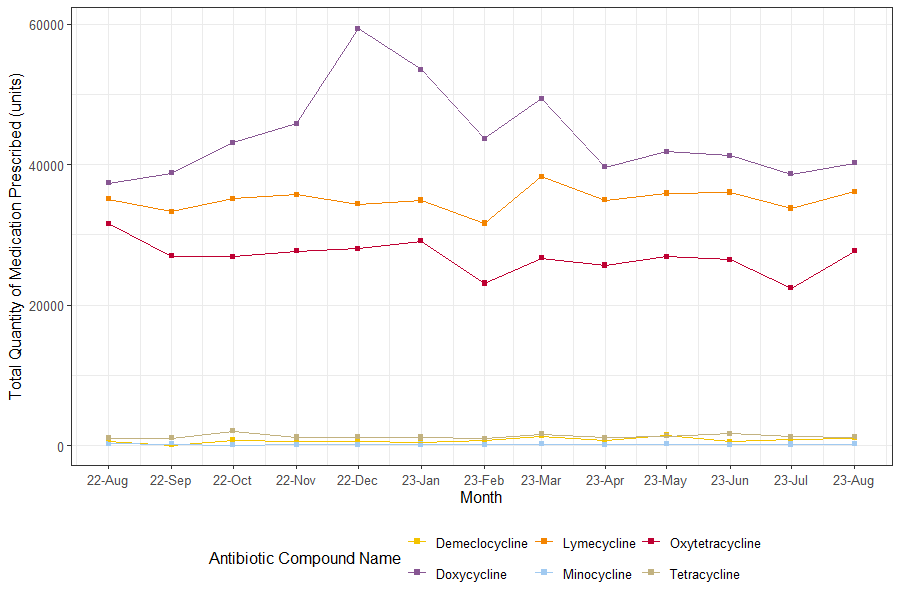 Total Quantity of Medication Prescribed (units)
60000
40000
20000
0
22-Aug 22-Sep 22-Oct 22-Nov 22-Dec 23-Jan 23-Feb 23-Mar 23-Apr 23-May 23-Jun 23-Jul 23-Aug
Month
Antibiotic Compound Name
Demeclocycline Lymecycline Oxytetracycline
Doxycycline Minocycline Tetracycline